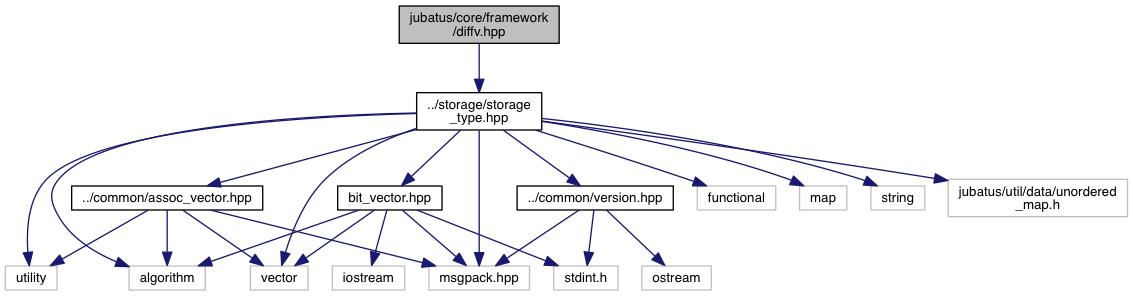 jubatus/core/framework
/diffv.hpp
../storage/storage
_type.hpp
../common/assoc_vector.hpp
bit_vector.hpp
../common/version.hpp
functional
map
string
jubatus/util/data/unordered
_map.h
utility
algorithm
vector
iostream
msgpack.hpp
stdint.h
ostream